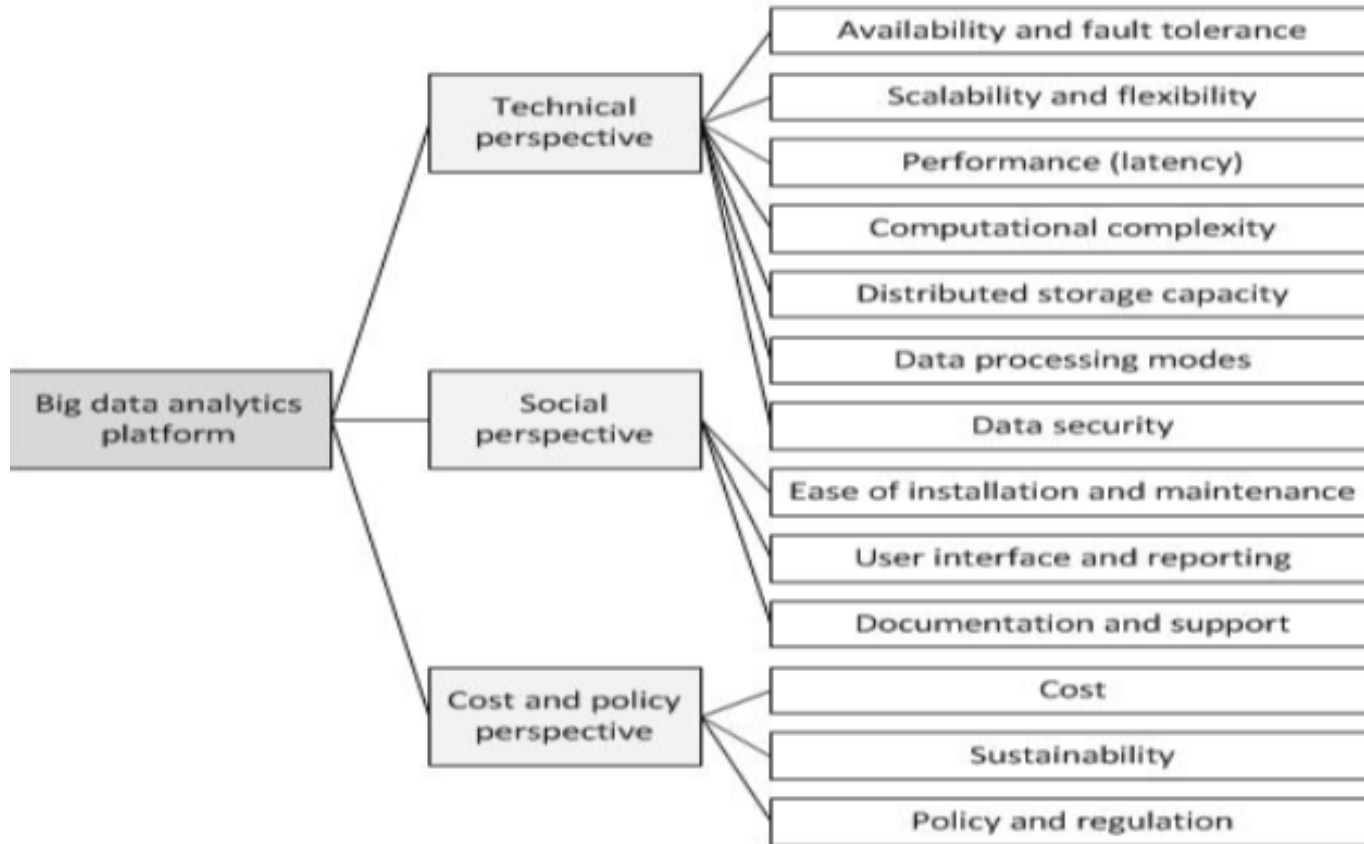 Big data analytics
platform
Technical
perspective
Social
perspective
Cost and policy
perspective
Availability and fault tolerance
Scalability and flexibility
Performance (latency)
Computational complexity
Distributed storage capacity
Data processing modes
Data security
Ease of installation and maintenance
User interface and reporting
Documentation and support
Cost
Sustainability
Policy and regulation